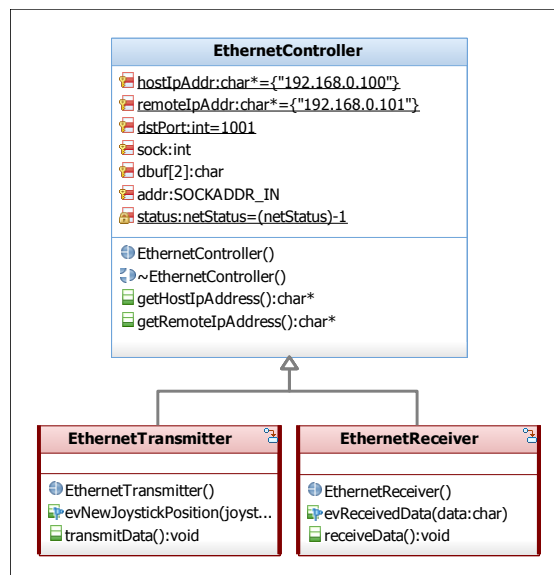 EthernetController
hostIpAddr:char*={"192.168.0.100"}
remoteIpAddr:char*={"192.168.0.101"}
dstPort:int=1001
sock:int
dbuf[2]:char
addr:SOCKADDR_IN
status:netStatus=(netStatus)-1
EthernetController()
~EthernetController()
getHostIpAddress():char*
getRemoteIpAddress():char*
EthernetTransmitter
EthernetTransmitter()
evNewJoystickPosition(joyst...
transmitData():void
EthernetReceiver
EthernetReceiver()
evReceivedData(data:char)
receiveData():void